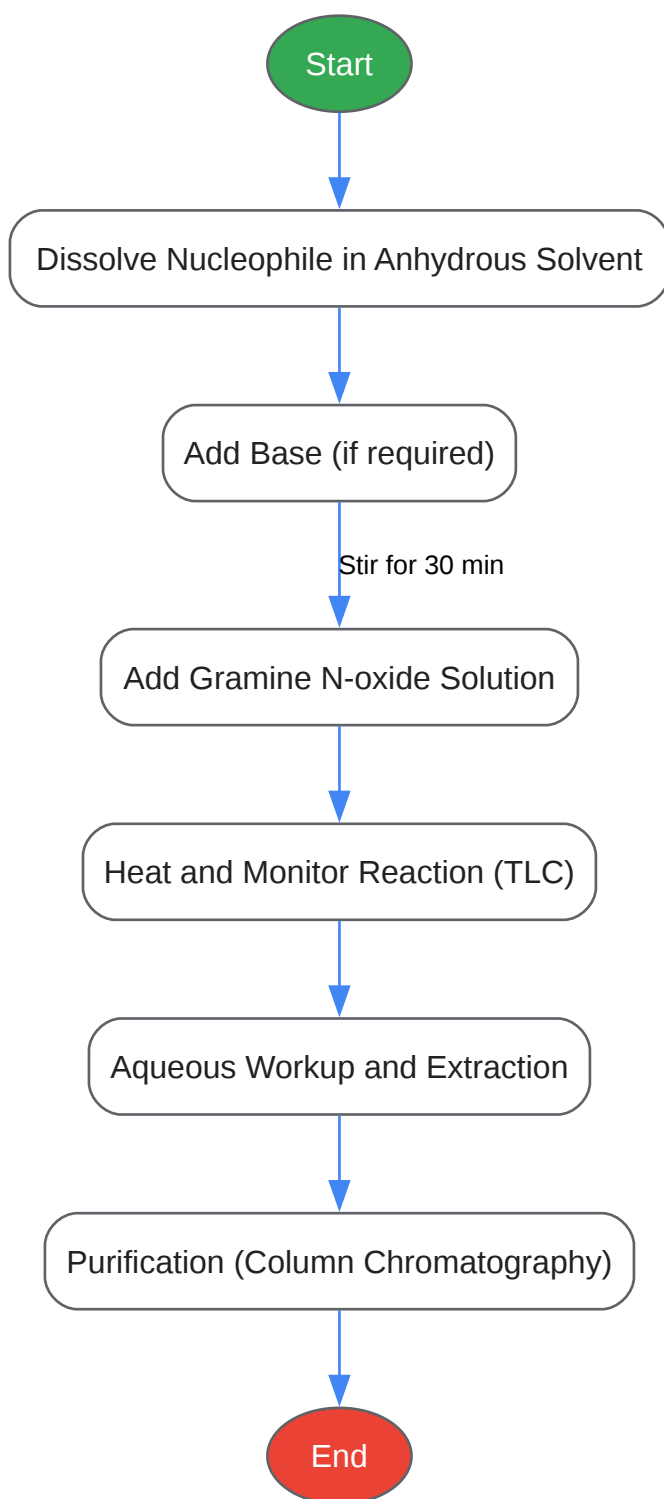 Start
Dissolve Nucleophile in Anhydrous Solvent
Add Base (if required)
Stir for 30 min
Add Gramine N-oxide Solution
Heat and Monitor Reaction (TLC)
Aqueous Workup and Extraction
Purification (Column Chromatography)
End